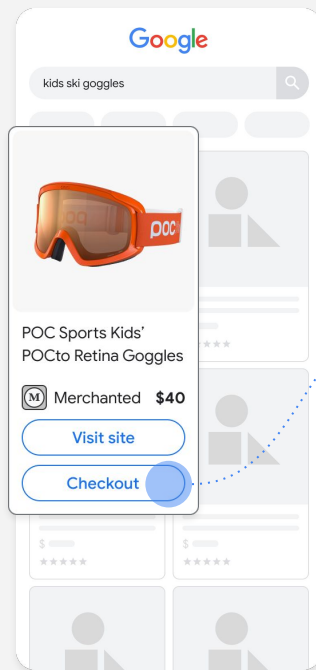 Google
kids ski goggles
poc
POC Sports Kids'
POCto Retina Goggles
M Merchanted $40
Visit site
Checkout
$
$